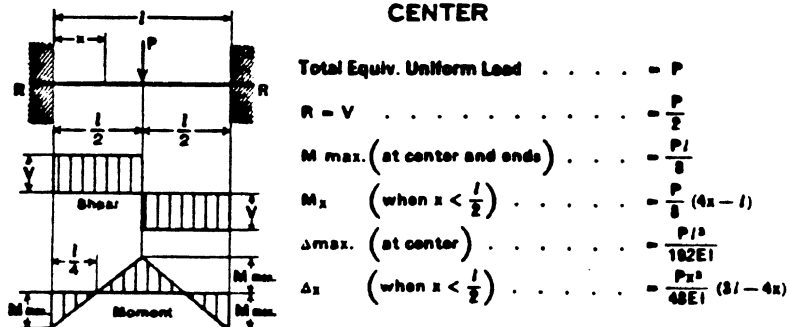 CENTER
l
x
P
R
R
l/2
l/2
V
Shear
V
l/4
M max.
M max.
Moment
M max.
Total Equiv. Uniform Load . . . . = P
R = V . . . . . . . . . . . = P/2
M max. (at center and ends) . . . . = Pl/8
Mx (when x < l/2) . . . . . . = P/8 (4x − l)
Δmax. (at center) . . . . . . . = Pl³/192EI
Δx (when x < l/2) . . . . . . = Px²/48EI (3l − 4x)